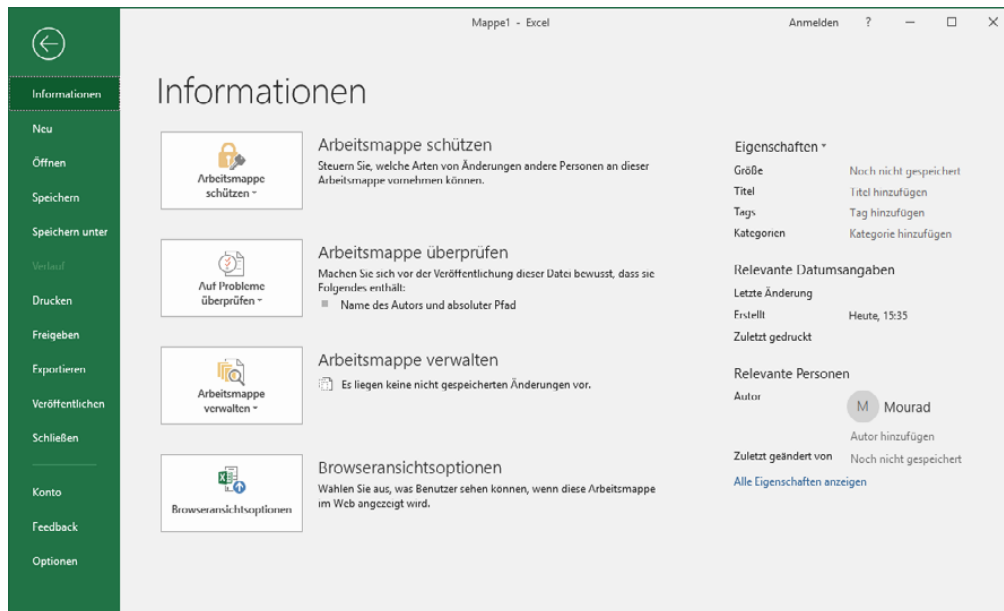 Mappe1 - Excel
Anmelden ?
Informationen
Neu
Öffnen
Speichern
Speichern unter
Verlauf
Drucken
Freigeben
Exportieren
Veröffentlichen
Schließen
Konto
Feedback
Optionen
Informationen
Arbeitsmappe
schützen
Arbeitsmappe schützen
Steuern Sie, welche Arten von Änderungen andere Personen an dieser
Arbeitsmappe vornehmen können.
Auf Probleme
überprüfen
Arbeitsmappe überprüfen
Machen Sie sich vor der Veröffentlichung dieser Datei bewusst, dass sie
Folgendes enthält:
Name des Autors und absoluter Pfad
Arbeitsmappe
verwalten
Arbeitsmappe verwalten
Es liegen keine nicht gespeicherten Änderungen vor.
Browseransichtsoptionen
Browseransichtsoptionen
Wählen Sie aus, was Benutzer sehen können, wenn diese Arbeitsmappe
im Web angezeigt wird.
Eigenschaften
Größe Noch nicht gespeichert
Titel Titel hinzufügen
Tags Tag hinzufügen
Kategorien Kategorie hinzufügen
Relevante Datumsangaben
Letzte Änderung
Erstellt Heute, 15:35
Zuletzt gedruckt
Relevante Personen
Autor
M Mourad
Autor hinzufügen
Zuletzt geändert von Noch nicht gespeichert
Alle Eigenschaften anzeigen